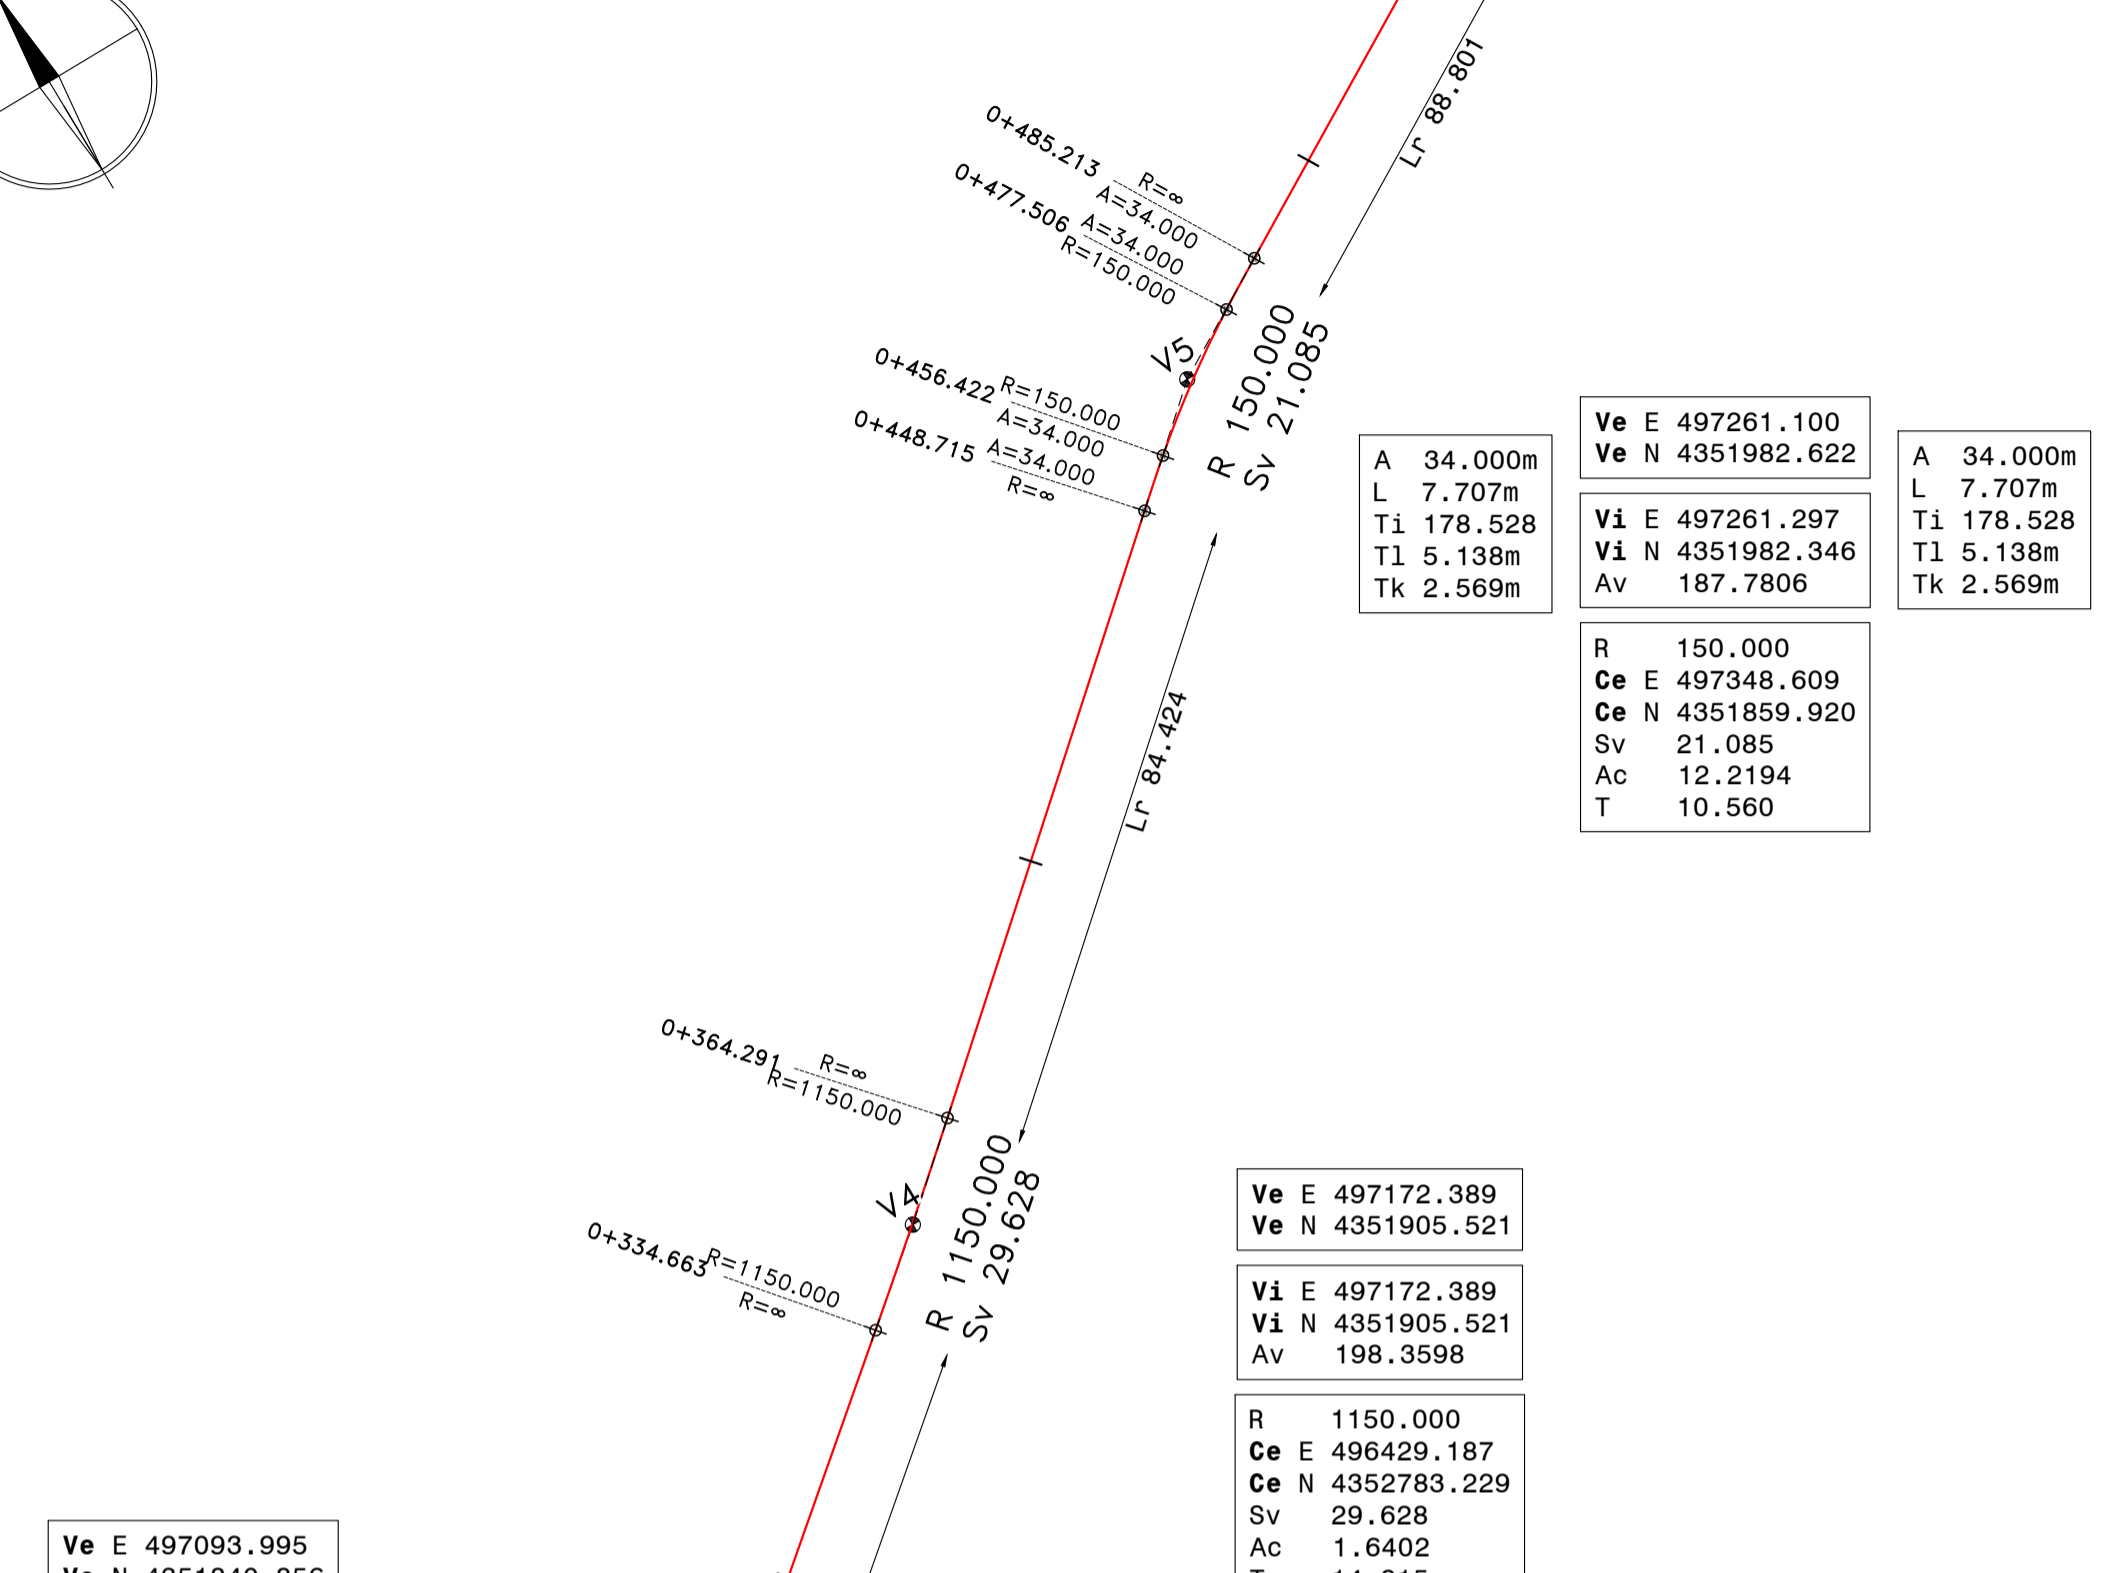 Lr 88.801
0+485.213
R=∞
A=34.000
0+477.506
A=34.000
R=150.000
V5
R 150.000
Sv 21.085
0+456.422
R=150.000
A=34.000
0+448.715
A=34.000
R=∞
A 34.000m
L 7.707m
Ti 178.528
Tl 5.138m
Tk 2.569m
Ve E 497261.100
Ve N 4351982.622
Vi E 497261.297
Vi N 4351982.346
Av 187.7806
R 150.000
Ce E 497348.609
Ce N 4351859.920
Sv 21.085
Ac 12.2194
T 10.560
A 34.000m
L 7.707m
Ti 178.528
Tl 5.138m
Tk 2.569m
Lr 84.424
0+364.291
R=∞
R=1150.000
V4
R 1150.000
Sv 29.628
0+334.663
R=1150.000
R=∞
Ve E 497172.389
Ve N 4351905.521
Vi E 497172.389
Vi N 4351905.521
Av 198.3598
R 1150.000
Ce E 496429.187
Ce N 4352783.229
Sv 29.628
Ac 1.6402
Ve E 497093.995